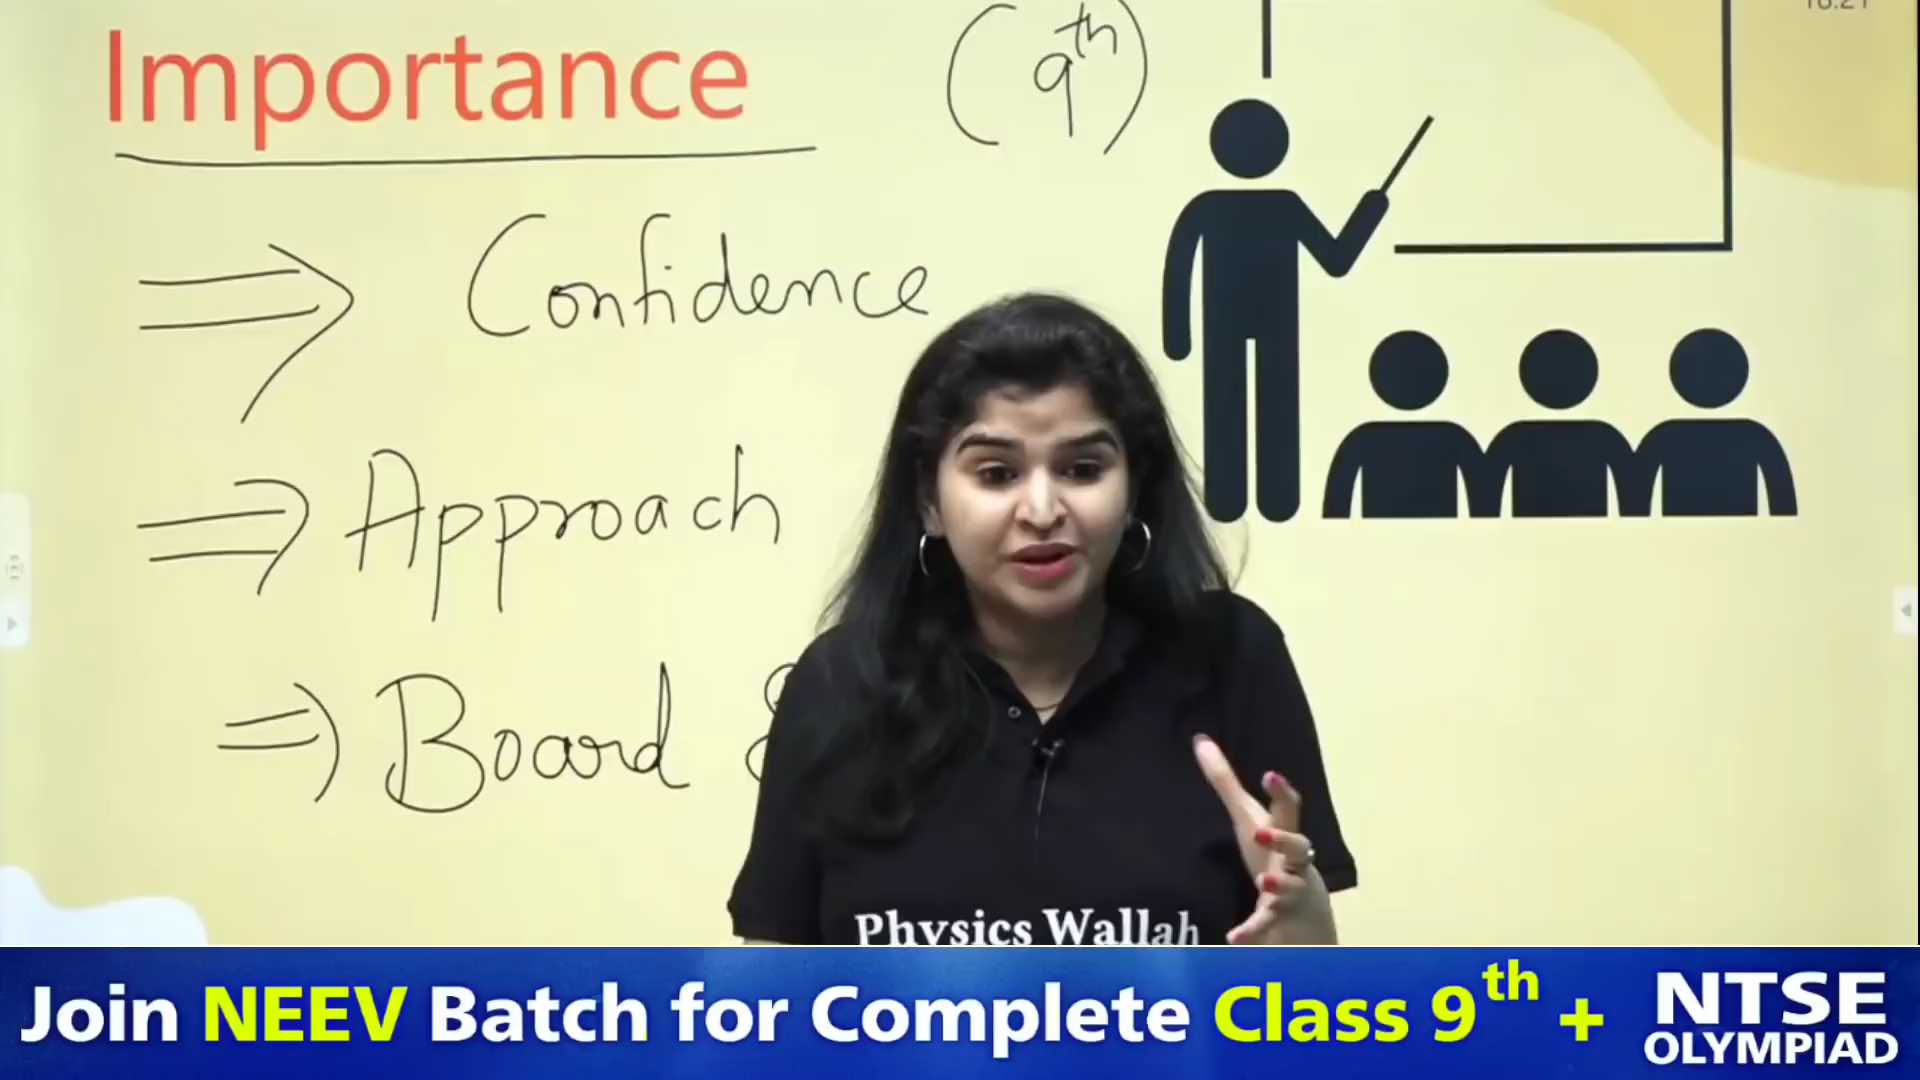 Importance
(9th)
⇒ Confidence
⇒ Approach
⇒ Board
Physics Wallah
Join NEEV Batch for Complete Class 9th +
NTSE
OLYMPIAD